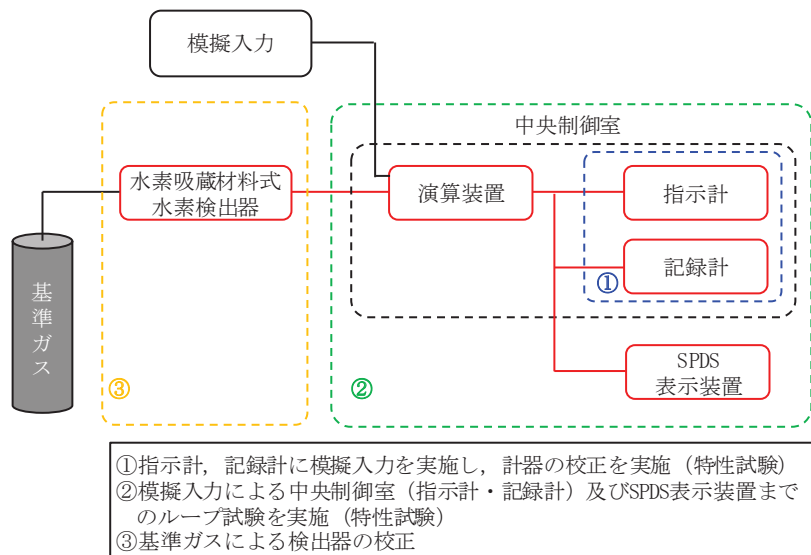 模擬入力
中央制御室
水素吸蔵材料式
水素検出器
演算装置
指示計
記録計
①
基準ガス
SPDS
表示装置
③
②
①指示計，記録計に模擬入力を実施し，計器の校正を実施（特性試験）
②模擬入力による中央制御室（指示計・記録計）及びSPDS表示装置まで
のループ試験を実施（特性試験）
③基準ガスによる検出器の校正